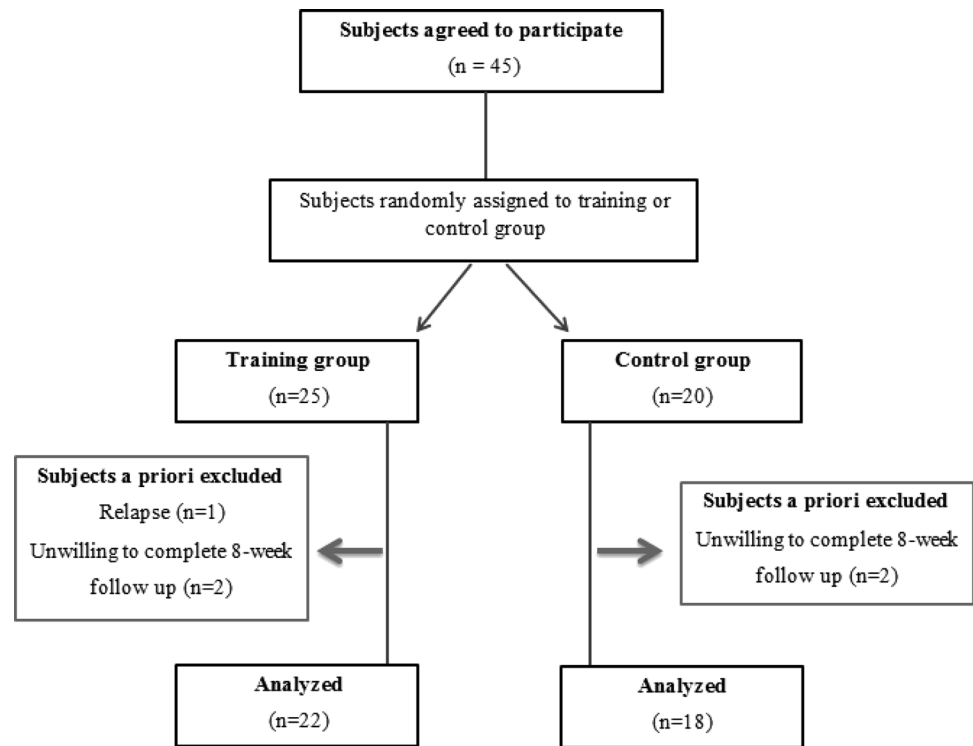 Subjects agreed to participate
(n = 45)
Subjects randomly assigned to training or
control group
Training group
(n=25)
Control group
(n=20)
Subjects a priori excluded
Relapse (n=1)
Unwilling to complete 8-week
follow up (n=2)
Subjects a priori excluded
Unwilling to complete 8-week
follow up (n=2)
Analyzed
(n=22)
Analyzed
(n=18)